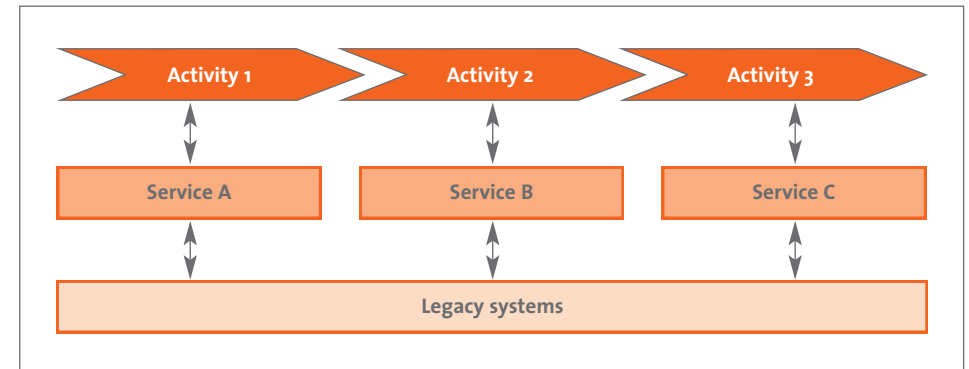 Activity 1
Activity 2
Activity 3
Service A
Service B
Service C
Legacy systems